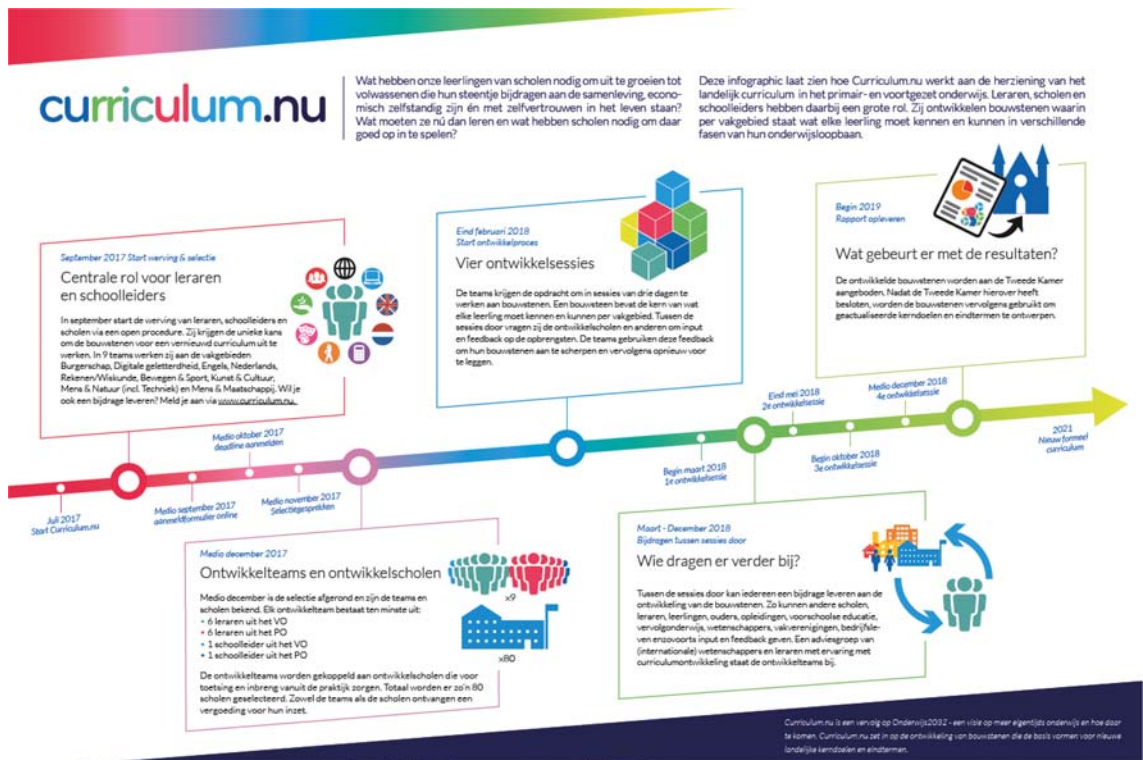 curriculum.nu
Wat hebben onze leerlingen van scholen nodig om uit te groeien tot
volwassenen die hun steentje bijdragen aan de samenleving, econo-
misch zelfstandig zijn én met zelfvertrouwen in het leven staan?
Wat moeten ze nú dan leren en wat hebben scholen nodig om daar
goed op in te spelen?
Deze infographic laat zien hoe Curriculum.nu werkt aan de herziening van het
landelijk curriculum in het primair- en voortgezet onderwijs. Leraren, scholen en
schoolleiders hebben daarbij een grote rol. Zij ontwikkelen bouwstenen waarin
per vakgebied staat wat elke leerling moet kennen en kunnen in verschillende
fasen van hun onderwijsloopbaan.
September 2017 Start werving & selectie
Centrale rol voor leraren
en schoolleiders
In september start de werving van leraren, schoolleiders en
scholen via een open procedure. Zij krijgen de unieke kans
om de bouwstenen voor een vernieuwd curriculum uit te
werken. In 9 teams werken zij aan de vakgebieden
Burgerschap, Digitale geletterdheid, Engels, Nederlands,
Rekenen/Wiskunde, Bewegen & Sport, Kunst & Cultuur,
Mens & Natuur (incl. Techniek) en Mens & Maatschappij. Wil je
ook een bijdrage leveren? Meld je aan via www.curriculum.nu.
Eind februari 2018
Start ontwikkelproces
Vier ontwikkelsessies
De teams krijgen de opdracht om in sessies van drie dagen te
werken aan bouwstenen. Een bouwsteen bevat de kern van wat
elke leerling moet kennen en kunnen per vakgebied. Tussen de
sessies door vragen zij de ontwikkelscholen en anderen om input
en feedback op de opbrengsten. De teams gebruiken deze feedback
om hun bouwstenen aan te scherpen en vervolgens opnieuw voor
te leggen.
Begin 2019
Rapport opleveren
Wat gebeurt er met de resultaten?
De ontwikkelde bouwstenen worden aan de Tweede Kamer
aangeboden. Nadat de Tweede Kamer hierover heeft
besloten, worden de bouwstenen vervolgens gebruikt om
geactualiseerde kerndoelen en eindtermen te ontwerpen.
Juli 2017
Start Curriculum.nu
Medio september 2017
aanmeldformulier online
Medio oktober 2017
deadline aanmelden
Medio november 2017
Selectiegesprekken
Begin maart 2018
1e ontwikkelsessie
Eind mei 2018
2e ontwikkelsessie
Begin oktober 2018
3e ontwikkelsessie
Medio december 2018
4e ontwikkelsessie
2021
Nieuw formeel
curriculum
Medio december 2017
Ontwikkelteams en ontwikkelscholen
Medio december is de selectie afgerond en zijn de teams en
scholen bekend. Elk ontwikkelteam bestaat ten minste uit:
• 6 leraren uit het VO
• 6 leraren uit het PO
• 1 schoolleider uit het VO
• 1 schoolleider uit het PO
De ontwikkelteams worden gekoppeld aan ontwikkelscholen die voor
toetsing en inbreng vanuit de praktijk zorgen. Totaal worden er zo'n 80
scholen geselecteerd. Zowel de teams als de scholen ontvangen een
vergoeding voor hun inzet.
x9
x80
Maart - December 2018
Bijdragen tussen sessies door
Wie dragen er verder bij?
Tussen de sessies door kan iedereen een bijdrage leveren aan de
ontwikkeling van de bouwstenen. Zo kunnen andere scholen,
leraren, leerlingen, ouders, opleidingen, voorschoolse educatie,
vervolgonderwijs, wetenschappers, vakverenigingen, bedrijfsle-
ven enzovoorts input en feedback geven. Een adviesgroep van
(internationale) wetenschappers en leraren met ervaring met
curriculumontwikkeling staat de ontwikkelteams bij.
Curriculum.nu is een vervolg op Onderwijs2032 - een visie op meer eigentijds onderwijs en hoe daar
te komen. Curriculum.nu zet in op de ontwikkeling van bouwstenen die de basis vormen voor nieuwe
landelijke kerndoelen en eindtermen.